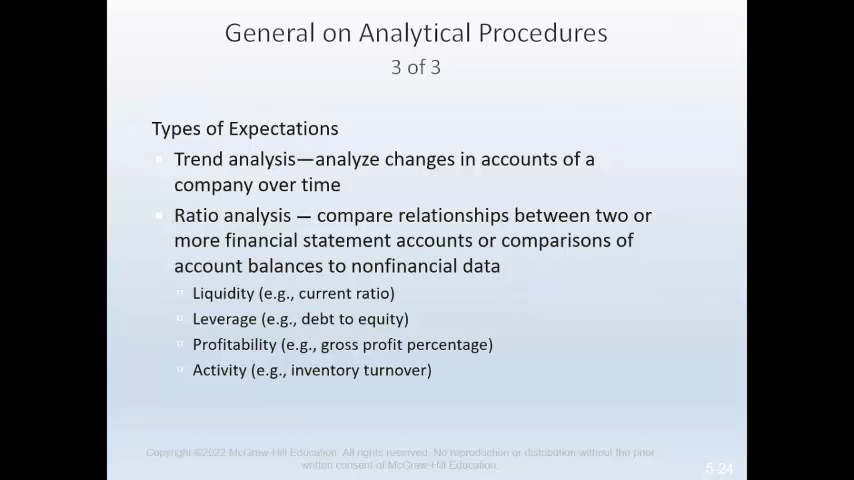 General on Analytical Procedures
3 of 3
Types of Expectations
Trend analysis—analyze changes in accounts of a
company over time
Ratio analysis — compare relationships between two or
more financial statement accounts or comparisons of
account balances to nonfinancial data
Liquidity (e.g., current ratio)
Leverage (e.g., debt to equity)
Profitability (e.g., gross profit percentage)
Activity (e.g., inventory turnover)
Copyright ©2022 McGraw-Hill Education. All rights reserved. No reproduction or distribution without the prior
written consent of McGraw-Hill Education.
5-24